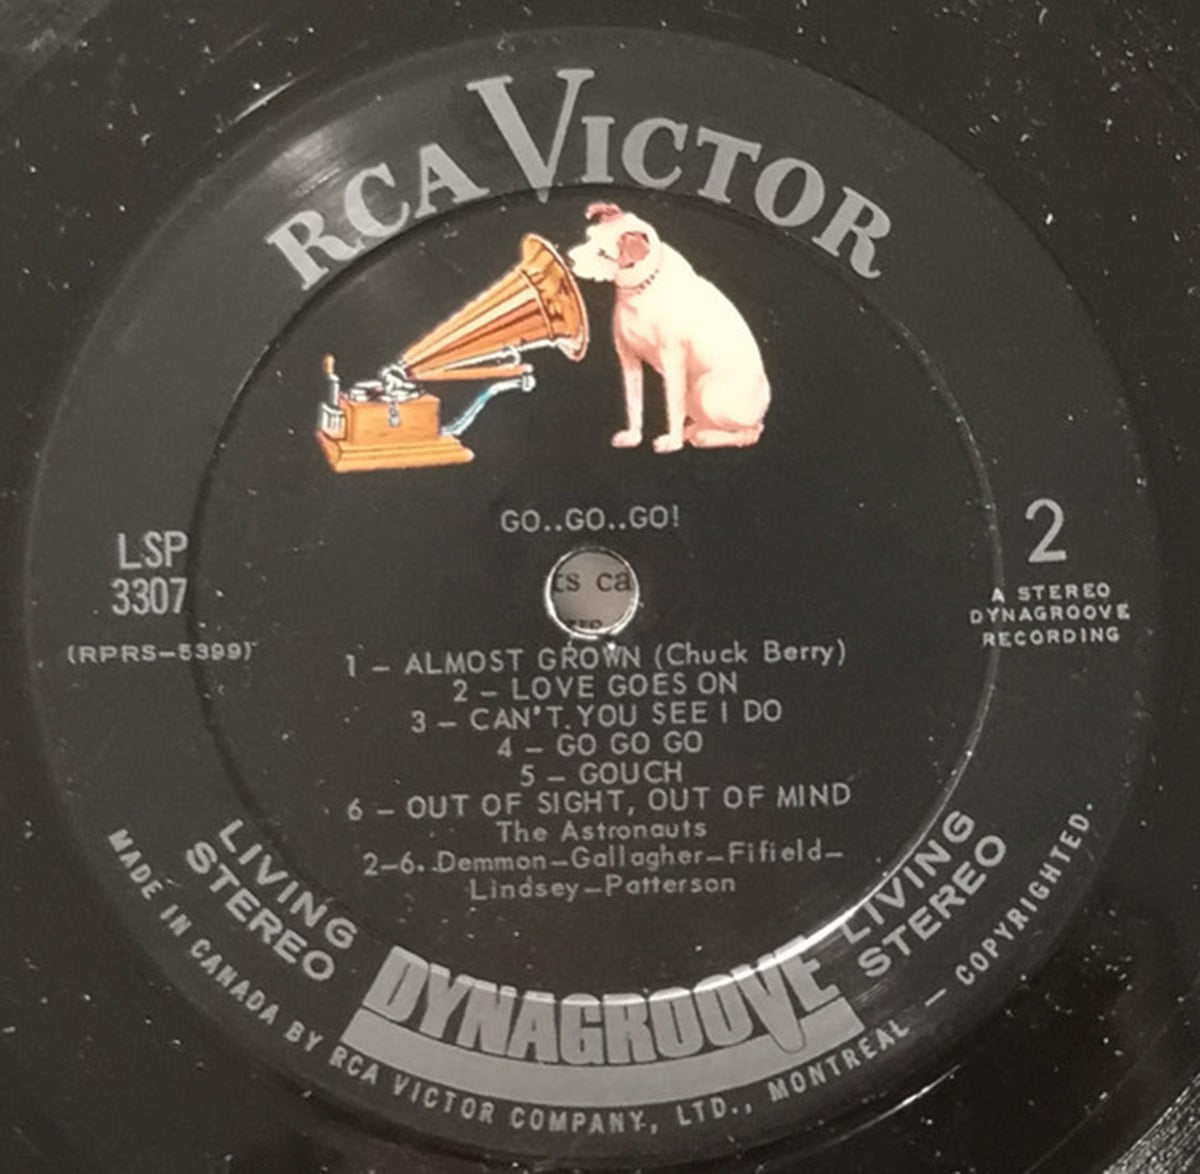 RCA VICTOR
GO..GO..GO!
LSP
3307
(RPRS-5399)
2
A STEREO
DYNAGROOVE
RECORDING
ts ca
1 - ALMOST GROWN (Chuck Berry)
2 - LOVE GOES ON
3 - CAN'T YOU SEE I DO
4 - GO GO GO
5 - GOUCH
6 - OUT OF SIGHT, OUT OF MIND
The Astronauts
2-6. Demmon-Gallagher-Fifield-
Lindsey-Patterson
LIVING
STEREO
DYNAGROOVE
LIVING
STEREO
MADE IN CANADA BY RCA VICTOR COMPANY, LTD., MONTREAL - COPYRIGHTED.